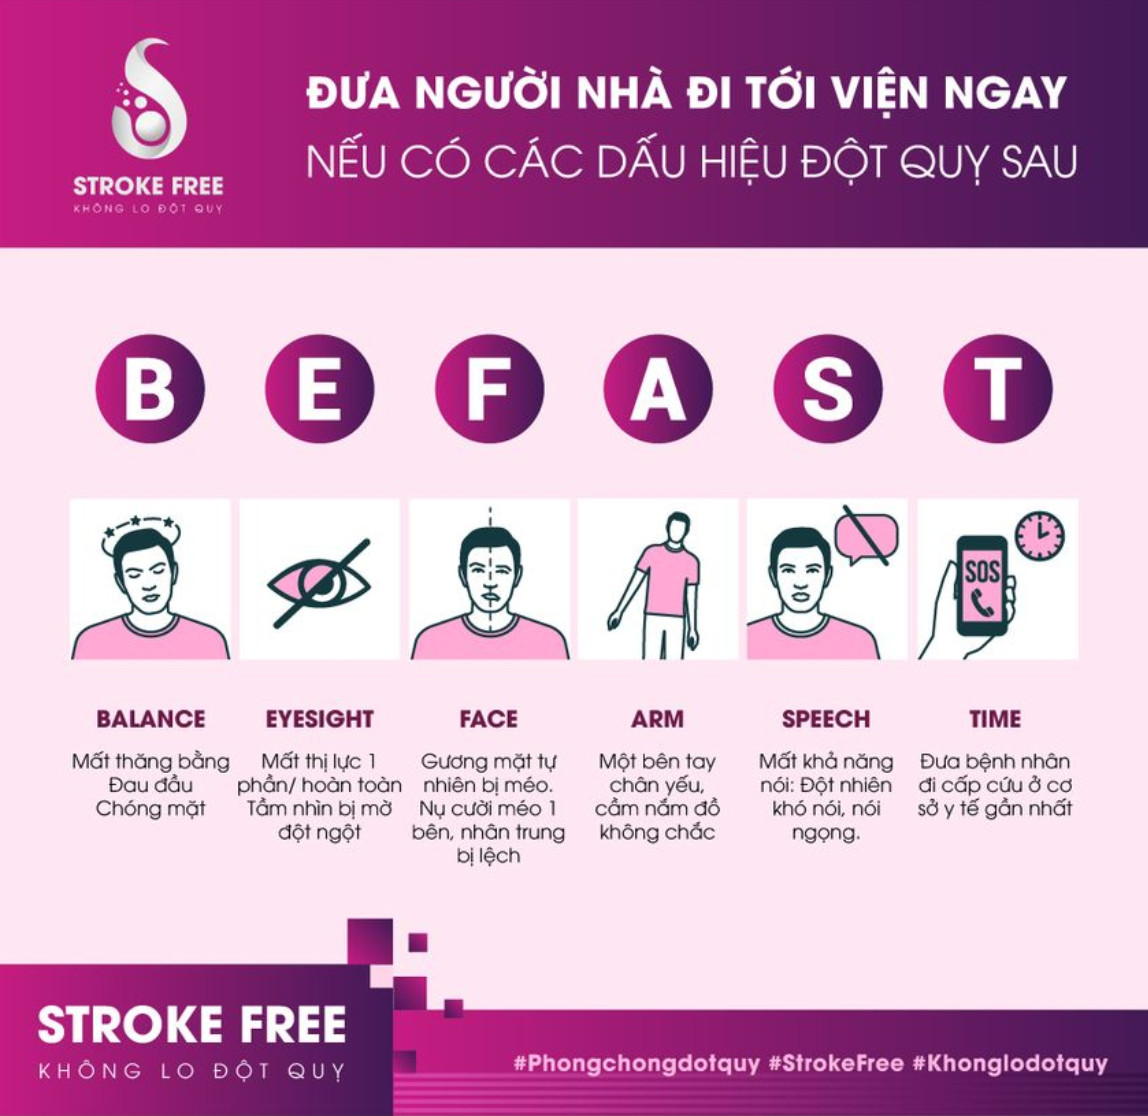 STROKE FREE
KHÔNG LO ĐỘT QUỴ
ĐƯA NGƯỜI NHÀ ĐI TỚI VIỆN NGAY
NẾU CÓ CÁC DẤU HIỆU ĐỘT QUỴ SAU
B E F A S T
SOS
BALANCE
Mất thăng bằng
Đau đầu
Chóng mặt
EYESIGHT
Mất thị lực 1
phần/ hoàn toàn
Tầm nhìn bị mờ
đột ngột
FACE
Gương mặt tự
nhiên bị méo.
Nụ cười méo 1
bên, nhân trung
bị lệch
ARM
Một bên tay
chân yếu,
cầm nắm đồ
không chắc
SPEECH
Mất khả năng
nói: Đột nhiên
khó nói, nói
ngọng.
TIME
Đưa bệnh nhân
đi cấp cứu ở cơ
sở y tế gần nhất
STROKE FREE
KHÔNG LO ĐỘT QUỴ
#Phongchongdotquy #StrokeFree #Khonglodotquy